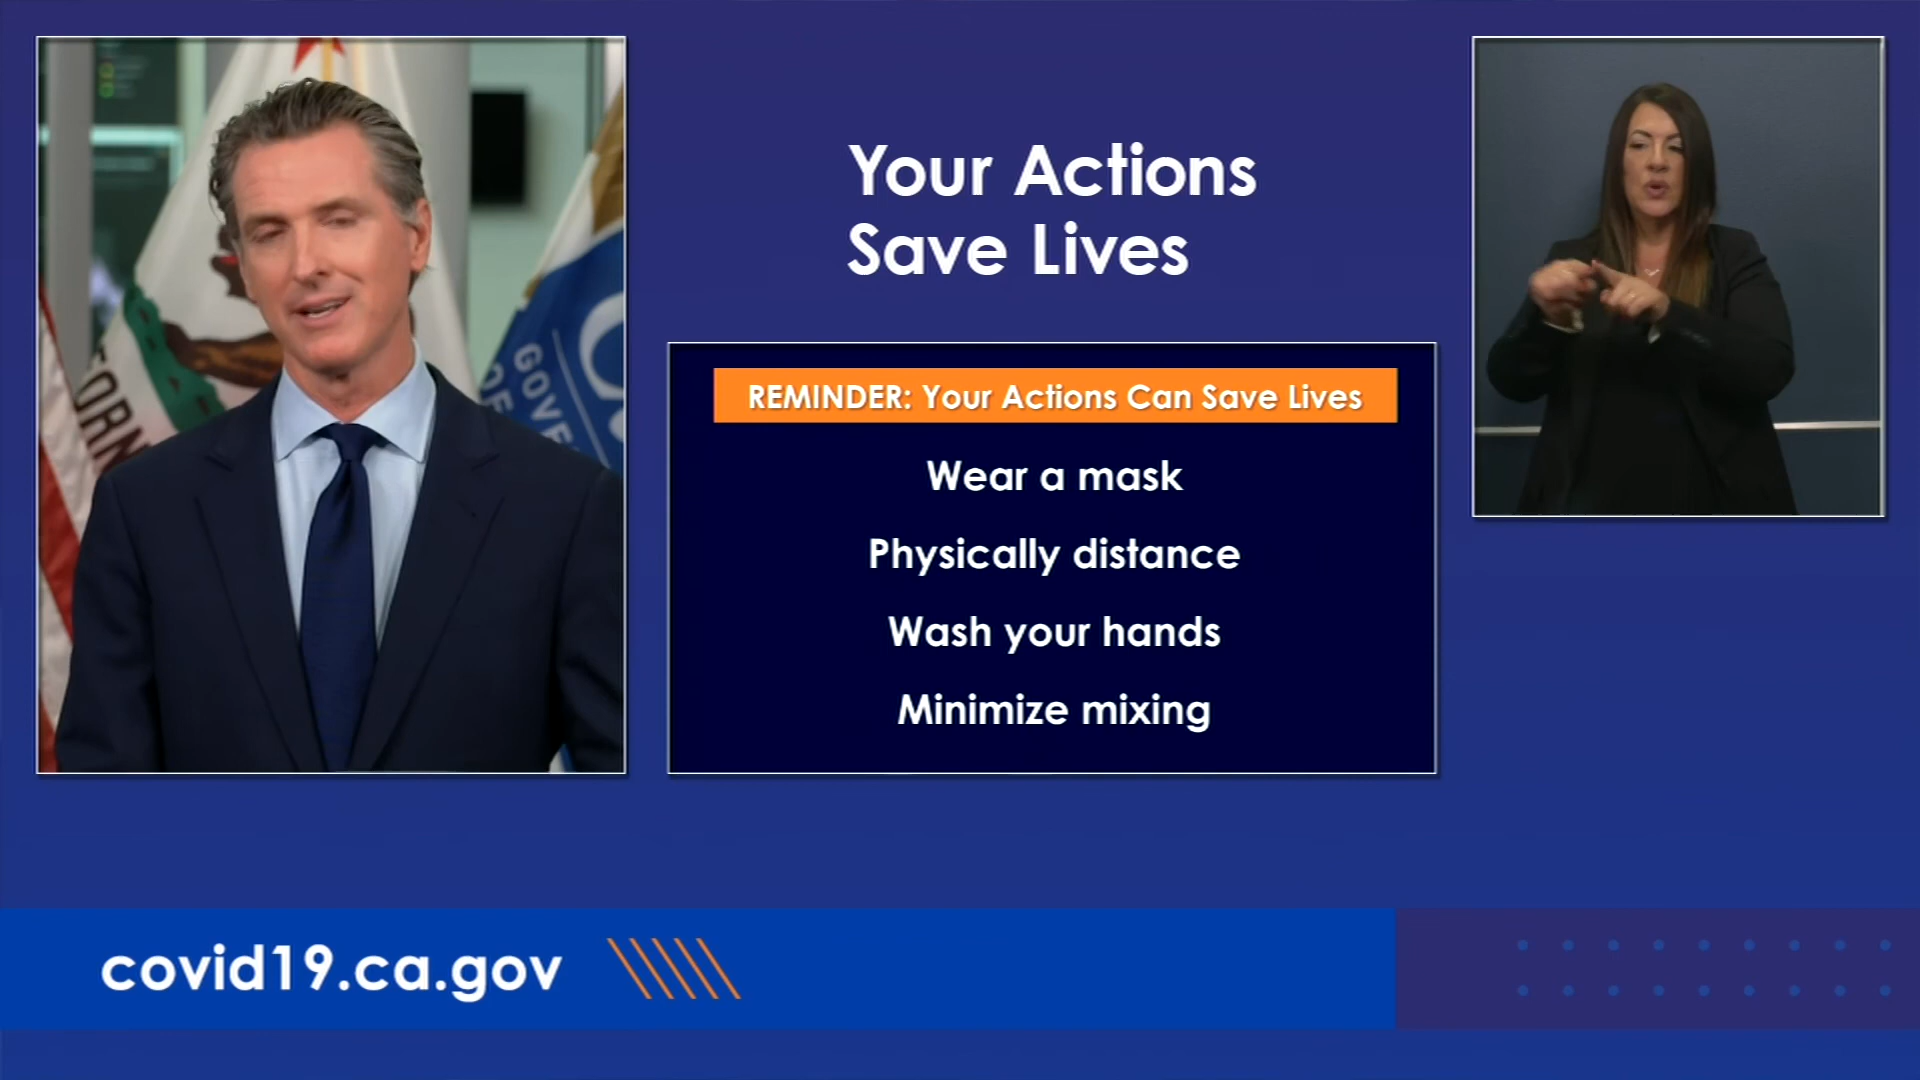 Your Actions
Save Lives
REMINDER: Your Actions Can Save Lives
Wear a mask
Physically distance
Wash your hands
Minimize mixing
covid19.ca.gov